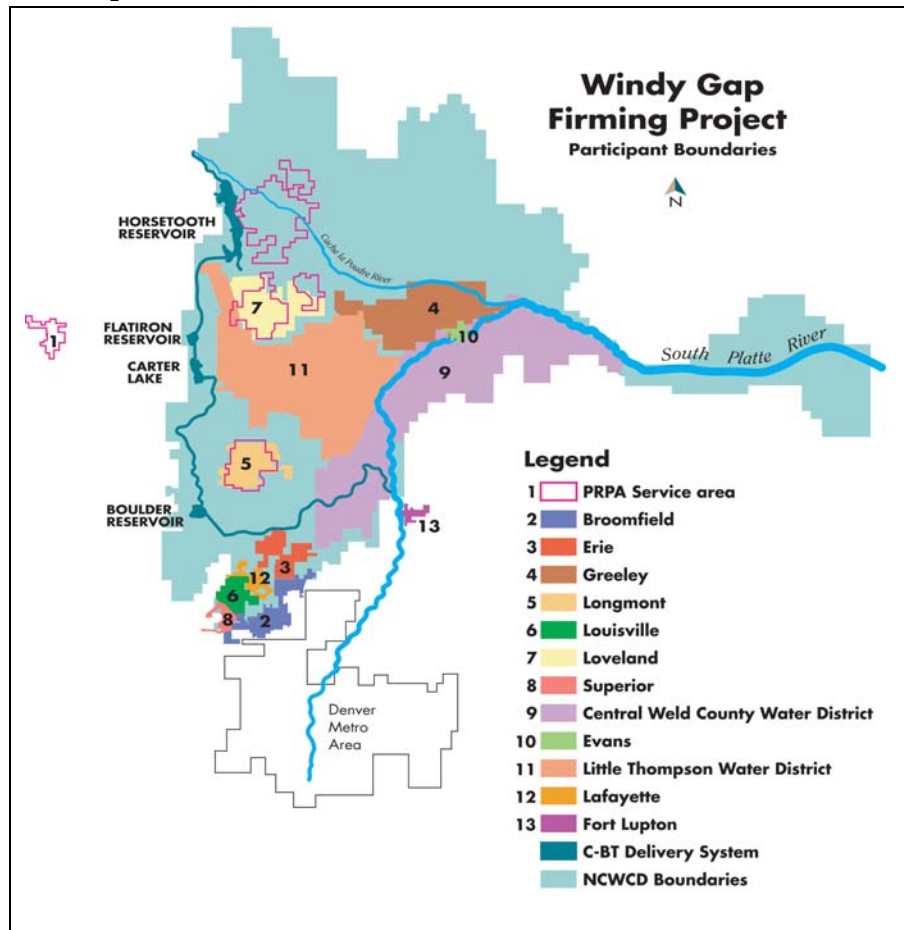 Windy Gap
Firming Project
Participant Boundaries
N
HORSETOOTH
RESERVOIR
Cache la Poudre River
7
4
1
FLATIRON
RESERVOIR
10
CARTER
LAKE
11
9
South Platte River
5
BOULDER
RESERVOIR
13
3
12
6
8
2
Denver
Metro
Area
Legend
1 PRPA Service area
2 Broomfield
3 Erie
4 Greeley
5 Longmont
6 Louisville
7 Loveland
8 Superior
9 Central Weld County Water District
10 Evans
11 Little Thompson Water District
12 Lafayette
13 Fort Lupton
C-BT Delivery System
NCWCD Boundaries